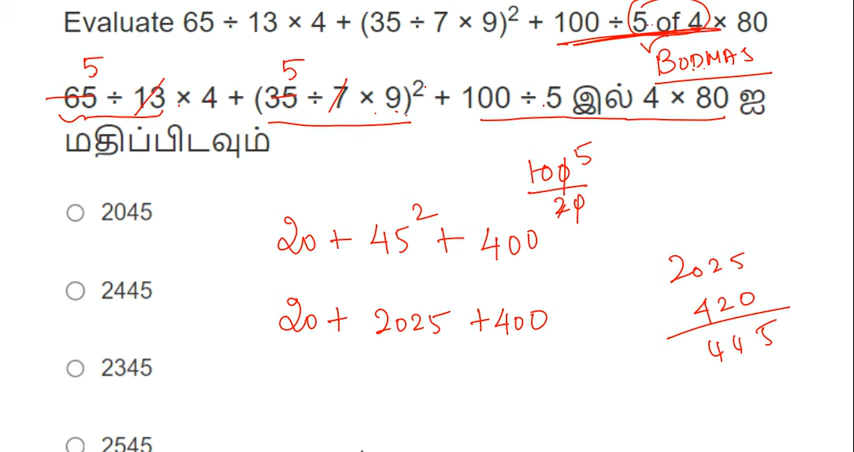 Evaluate 65 ÷ 13 × 4 + (35 ÷ 7 × 9)² + 100 ÷ 5 of 4 × 80
BODMAS
5 5
65 ÷ 13 × 4 + (35 ÷ 7 × 9)² + 100 ÷ 5 இல் 4 × 80 ஐ
மதிப்பிடவும்
100 5
20
2045
20 + 45² + 400
2025
2445
420
20 + 2025 + 400
445
2345
2545